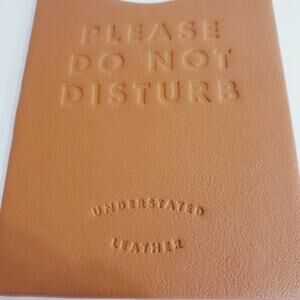 PLEASE
DO NOT
DISTURB
UNDERSTATED
LEATHER